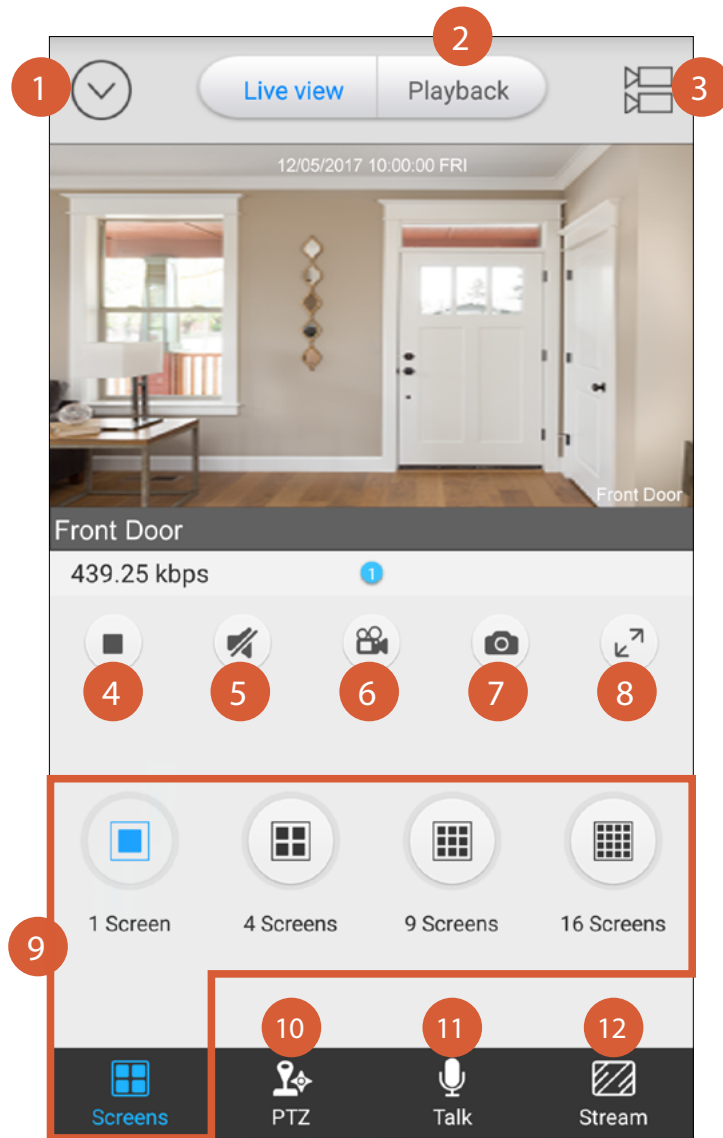 2
1
Live view
Playback
3
12/05/2017 10:00:00 FRI
Front Door
Front Door
439.25 kbps
1
4
5
6
7
8
1 Screen
4 Screens
9 Screens
16 Screens
9
10
11
12
Screens
PTZ
Talk
Stream